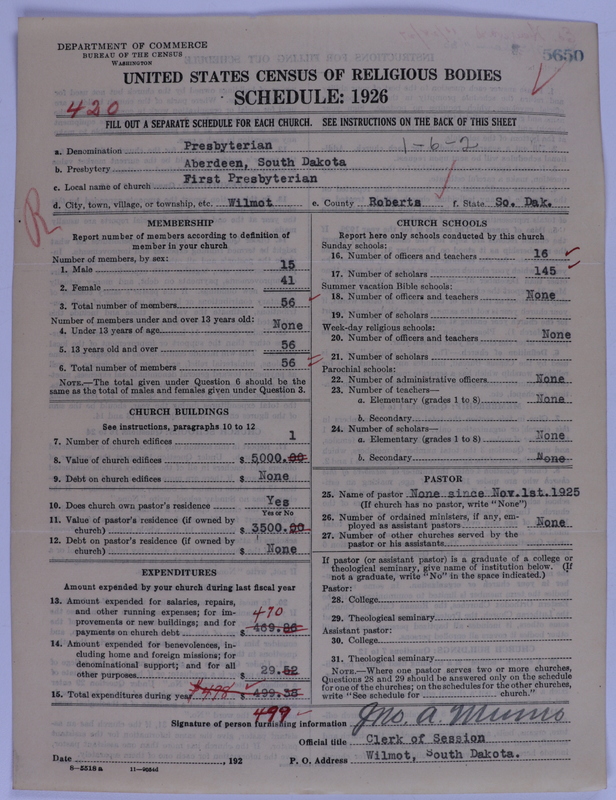 DEPARTMENT OF COMMERCE
BUREAU OF THE CENSUS
WASHINGTON
5650
UNITED STATES CENSUS OF RELIGIOUS BODIES
SCHEDULE: 1926
420
FILL OUT A SEPARATE SCHEDULE FOR EACH CHURCH. SEE INSTRUCTIONS ON THE BACK OF THIS SHEET
a. Denomination Presbyterian 1-6-2
b. Presbytery Aberdeen, South Dakota
c. Local name of church First Presbyterian
d. City, town, village, or township, etc. Wilmot e. County Roberts f. State So. Dak.
R
MEMBERSHIP
Report number of members according to definition of
member in your church
Number of members, by sex:
1. Male 15
2. Female 41
3. Total number of members 56
Number of members under and over 13 years old:
4. Under 13 years of age None
5. 13 years old and over 56
6. Total number of members 56
NOTE.—The total given under Question 6 should be the
same as the total of males and females given under Question 3.
CHURCH BUILDINGS
See instructions, paragraphs 10 to 12
7. Number of church edifices 1
8. Value of church edifices $ 5000.00
9. Debt on church edifices $ None
10. Does church own pastor's residence Yes
Yes or No
11. Value of pastor's residence (if owned by
church) $ 3500.00
12. Debt on pastor's residence (if owned by
church) $ None
EXPENDITURES
Amount expended by your church during last fiscal year
13. Amount expended for salaries, repairs,
and other running expenses; for im-
provements or new buildings; and for
payments on church debt $ 469.86
470
14. Amount expended for benevolences, in-
cluding home and foreign missions; for
denominational support; and for all
other purposes $ 29.52
15. Total expenditures during year $498 $ 499.38
499
CHURCH SCHOOLS
Report here only schools conducted by this church
Sunday schools:
16. Number of officers and teachers 16
17. Number of scholars 145
Summer vacation Bible schools:
18. Number of officers and teachers None
19. Number of scholars
Week-day religious schools:
20. Number of officers and teachers None
21. Number of scholars
Parochial schools:
22. Number of administrative officers None
23. Number of teachers—
a. Elementary (grades 1 to 8) None
b. Secondary
24. Number of scholars—
a. Elementary (grades 1 to 8) None
b. Secondary None
PASTOR
25. Name of pastor None since Nov.1st.1925
(If church has no pastor, write "None")
26. Number of ordained ministers, if any, em-
ployed as assistant pastors None
27. Number of other churches served by the
pastor or his assistants
If pastor (or assistant pastor) is a graduate of a college or
theological seminary, give name of institution below. (If
not a graduate, write "No" in the space indicated.)
Pastor:
28. College
29. Theological seminary
Assistant pastor:
30. College
31. Theological seminary
NOTE.—Where one pastor serves two or more churches,
Questions 28 and 29 should be answered only on the schedule
for one of the churches; on the schedules for the other churches,
write "See schedule for church."
Signature of person furnishing information Jno. A. Munro
Official title Clerk of Session
Date , 192 P. O. Address Wilmot, South Dakota.
8—5518 a 11—9054d